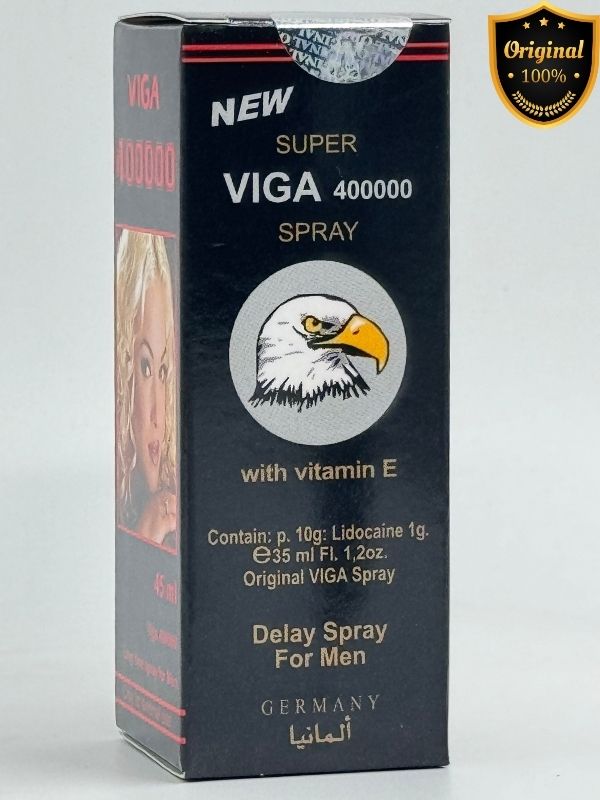 Original
100%
NEW
SUPER
VIGA 400000
SPRAY
with vitamin E
Contain: p. 10g: Lidocaine 1g.
℮35 ml Fl. 1,2oz.
Original VIGA Spray
Delay Spray
For Men
GERMANY
ألمانيا
VIGA
400000
45 ml